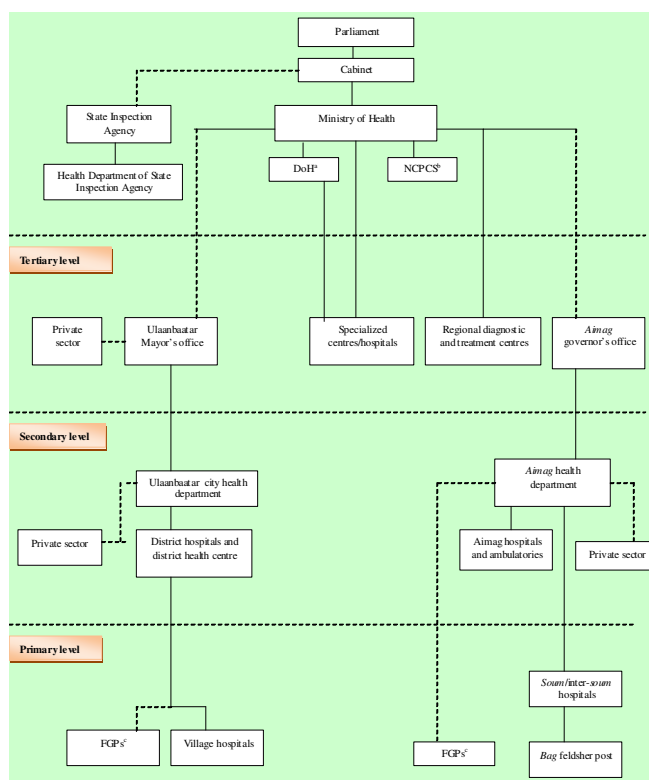 Parliament
Cabinet
State Inspection
Agency
Ministry of Health
Health Department of State
Inspection Agency
DoHᵃ
NCPCSᵇ
Tertiary level
Private
sector
Ulaanbaatar
Mayor's office
Specialized
centres/hospitals
Regional diagnostic
and treatment centres
Aimag
governor's office
Secondary level
Ulaanbaatar city health
department
Aimag health
department
Private sector
District hospitals and
district health centre
Aimag hospitals
and ambulatories
Private sector
Primary level
Soum/inter-soum
hospitals
FGPsᶜ
Village hospitals
FGPsᶜ
Bag feldsher post